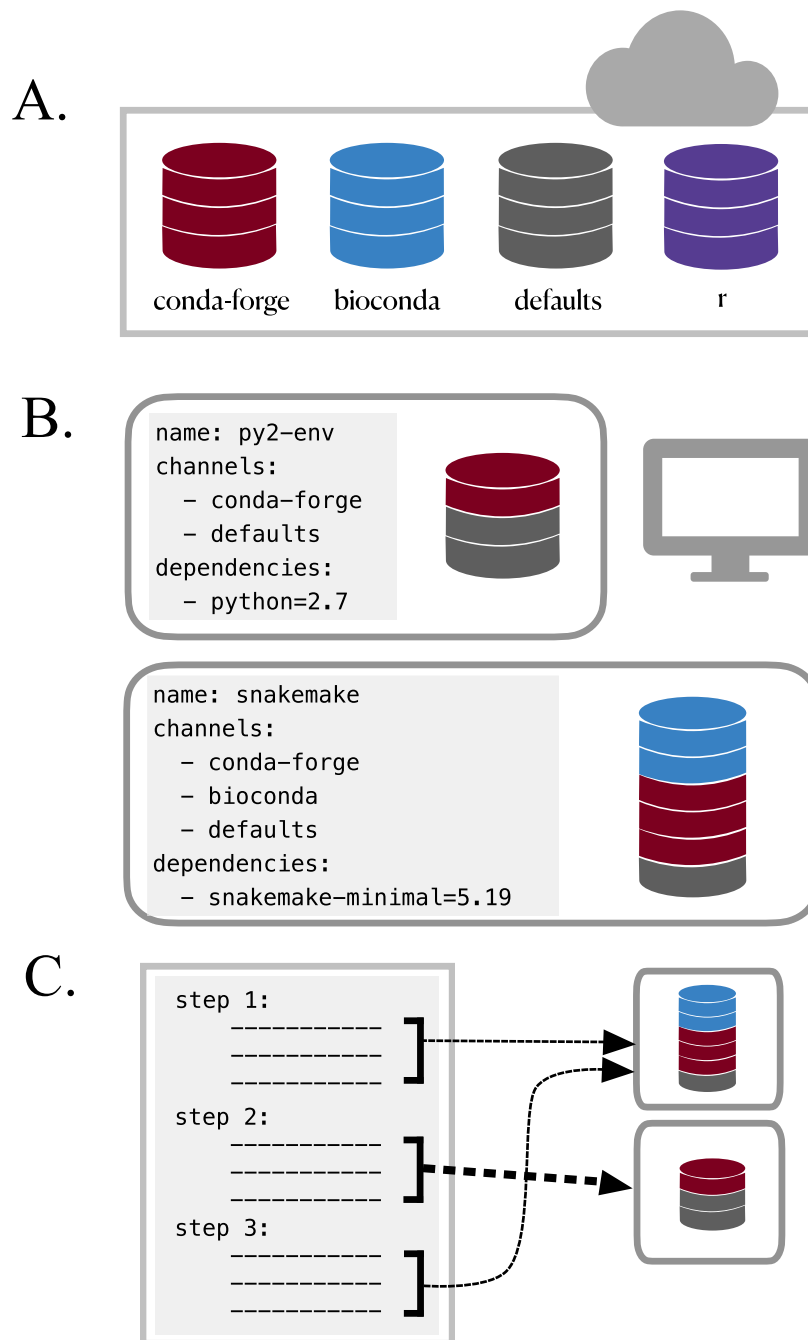 A.
conda-forge bioconda defaults r
B.
name: py2-env
channels:
  - conda-forge
  - defaults
dependencies:
  - python=2.7
name: snakemake
channels:
  - conda-forge
  - bioconda
  - defaults
dependencies:
  - snakemake-minimal=5.19
C.
step 1:
step 2:
step 3: